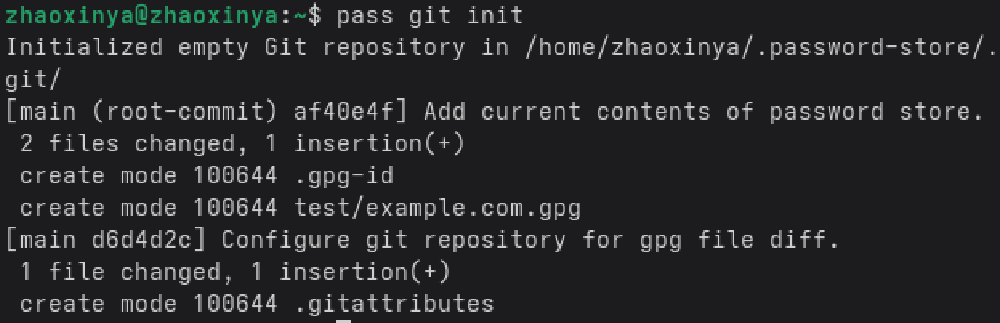 zhaoxinya@zhaoxinya:~$ pass git init
Initialized empty Git repository in /home/zhaoxinya/.password-store/.
git/
[main (root-commit) af40e4f] Add current contents of password store.
 2 files changed, 1 insertion(+)
 create mode 100644 .gpg-id
 create mode 100644 test/example.com.gpg
[main d6d4d2c] Configure git repository for gpg file diff.
 1 file changed, 1 insertion(+)
 create mode 100644 .gitattributes